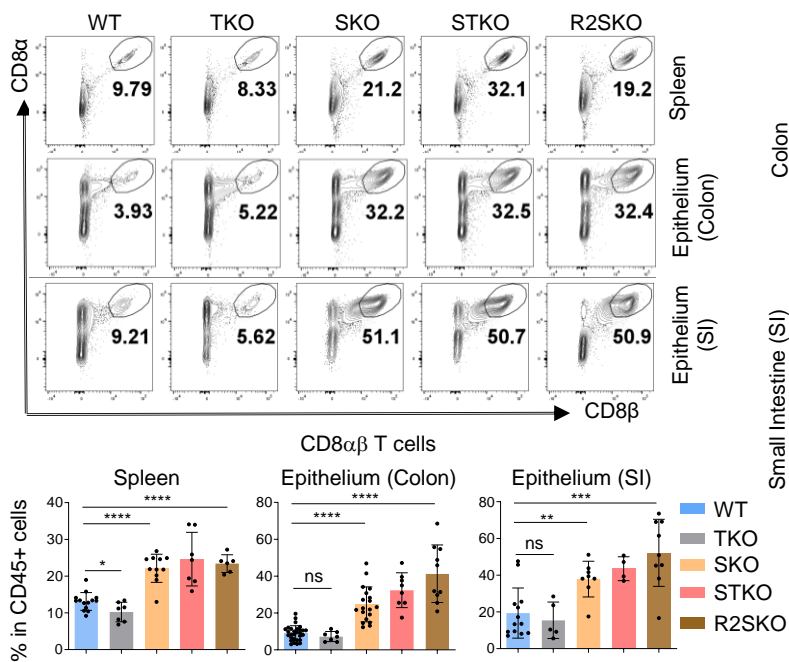 WT TKO SKO STKO R2SKO
CD8α
9.79 8.33 21.2 32.1 19.2
Spleen
3.93 5.22 32.2 32.5 32.4
Epithelium
(Colon)
Colon
9.21 5.62 51.1 50.7 50.9
Epithelium
(SI)
CD8β
Small Intestine (SI)
CD8αβ T cells
Spleen
Epithelium (Colon)
Epithelium (SI)
% in CD45+ cells
40
30
20
10
0
****
****
*
80
60
40
20
0
****
****
ns
80
60
40
20
0
***
**
ns
WT
TKO
SKO
STKO
R2SKO